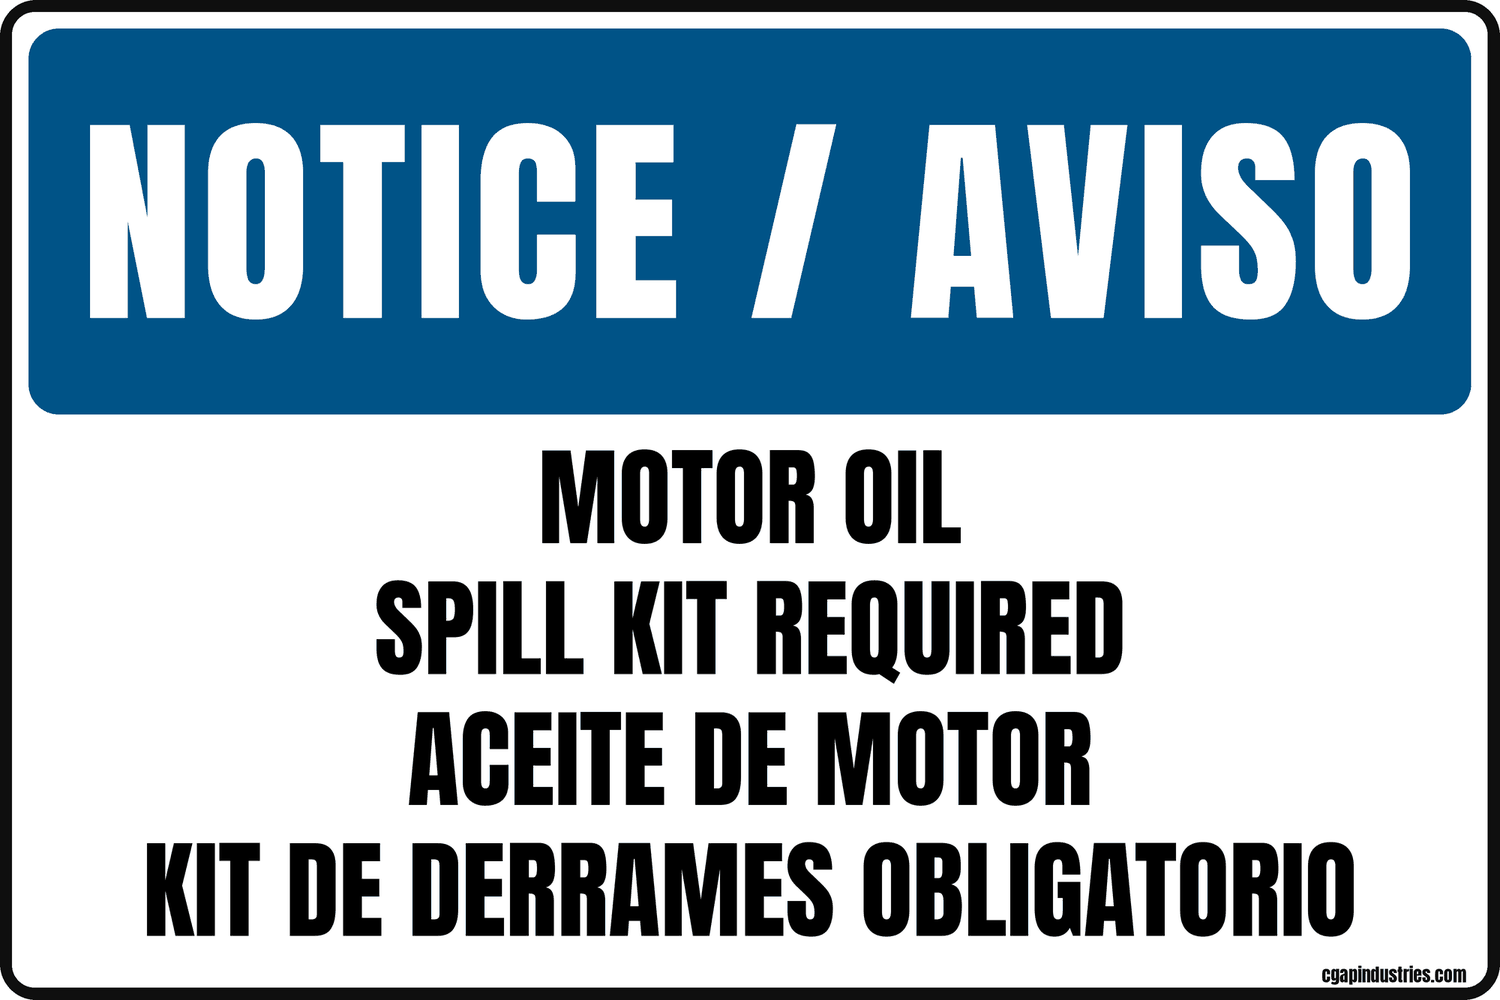 NOTICE / AVISO
MOTOR OIL
SPILL KIT REQUIRED
ACEITE DE MOTOR
KIT DE DERRAMES OBLIGATORIO
cgapindustries.com